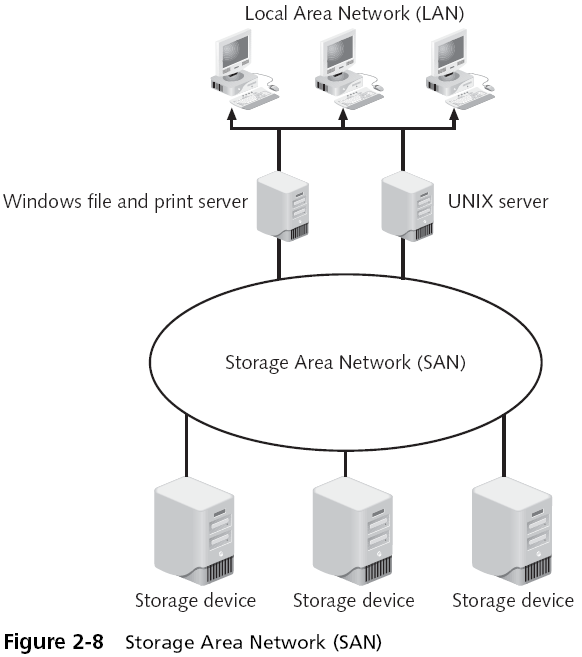 Local Area Network (LAN)
Windows file and print server
UNIX server
Storage Area Network (SAN)
Storage device
Storage device
Storage device
Figure 2-8 Storage Area Network (SAN)